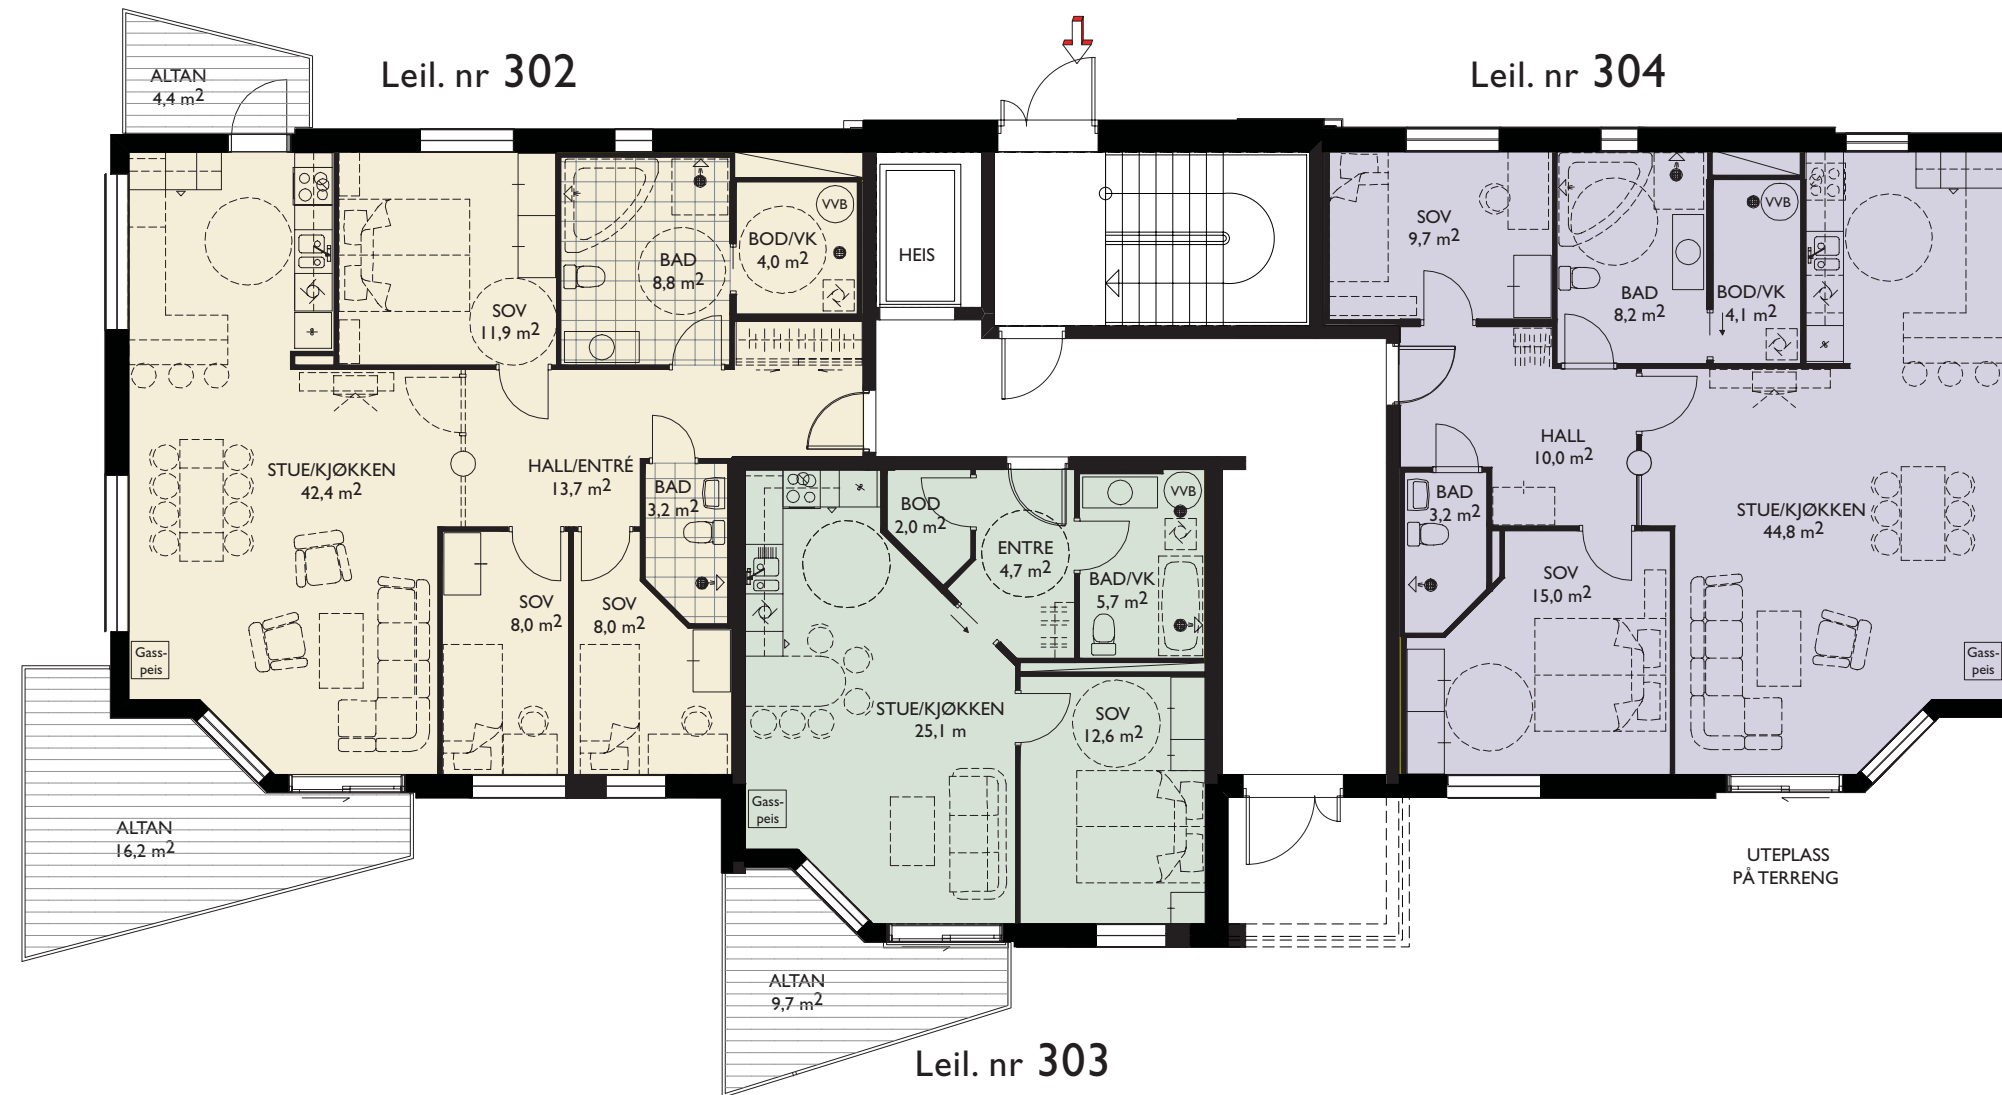 Leil. nr 302
Leil. nr 304
ALTAN
4,4 m²
SOV
11,9 m²
BAD
8,8 m²
BOD/VK
4,0 m²
VVB
HEIS
STUE/KJØKKEN
42,4 m²
HALL/ENTRÉ
13,7 m²
BAD
3,2 m²
SOV
8,0 m²
SOV
8,0 m²
Gass-
peis
ALTAN
16,2 m²
BOD
2,0 m²
ENTRE
4,7 m²
VVB
BAD/VK
5,7 m²
STUE/KJØKKEN
25,1 m
SOV
12,6 m²
Gass-
peis
ALTAN
9,7 m²
Leil. nr 303
SOV
9,7 m²
BAD
8,2 m²
VVB
BOD/VK
4,1 m²
HALL
10,0 m²
BAD
3,2 m²
SOV
15,0 m²
STUE/KJØKKEN
44,8 m²
Gass-
peis
UTEPLASS
PÅ TERRENG